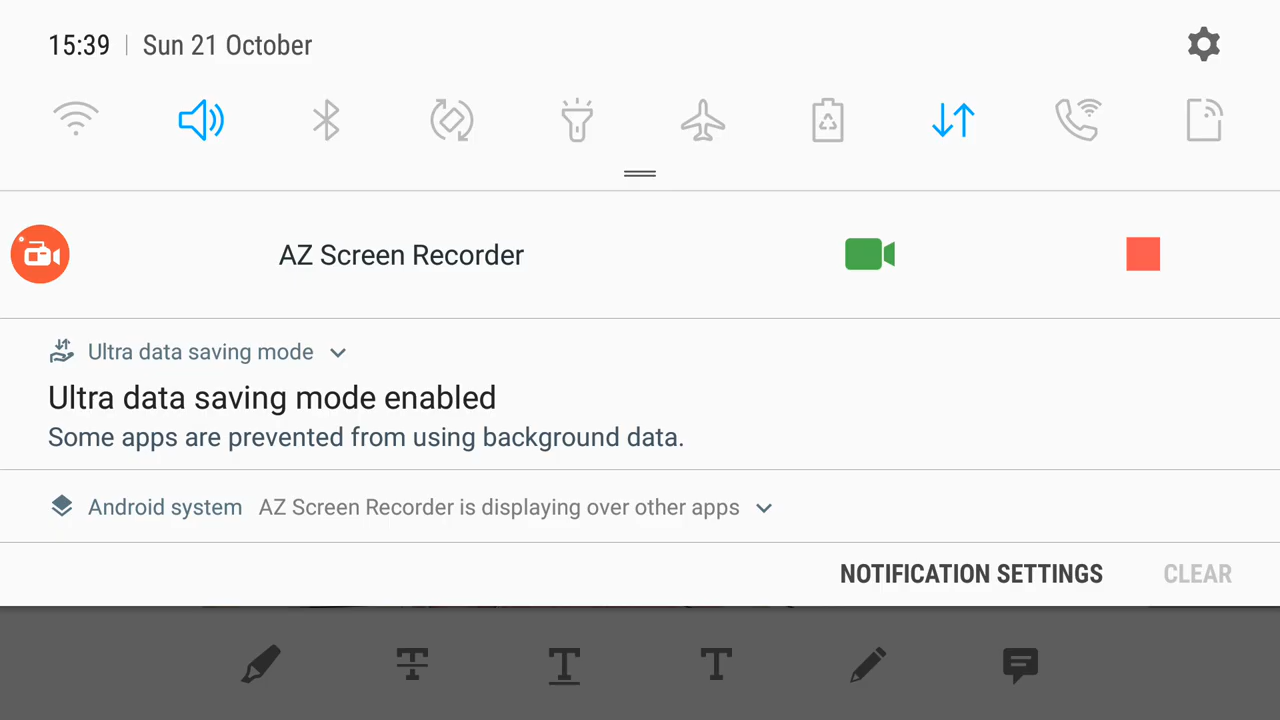 15:39 | Sun 21 October
AZ Screen Recorder
Ultra data saving mode
Ultra data saving mode enabled
Some apps are prevented from using background data.
Android system AZ Screen Recorder is displaying over other apps
NOTIFICATION SETTINGS CLEAR